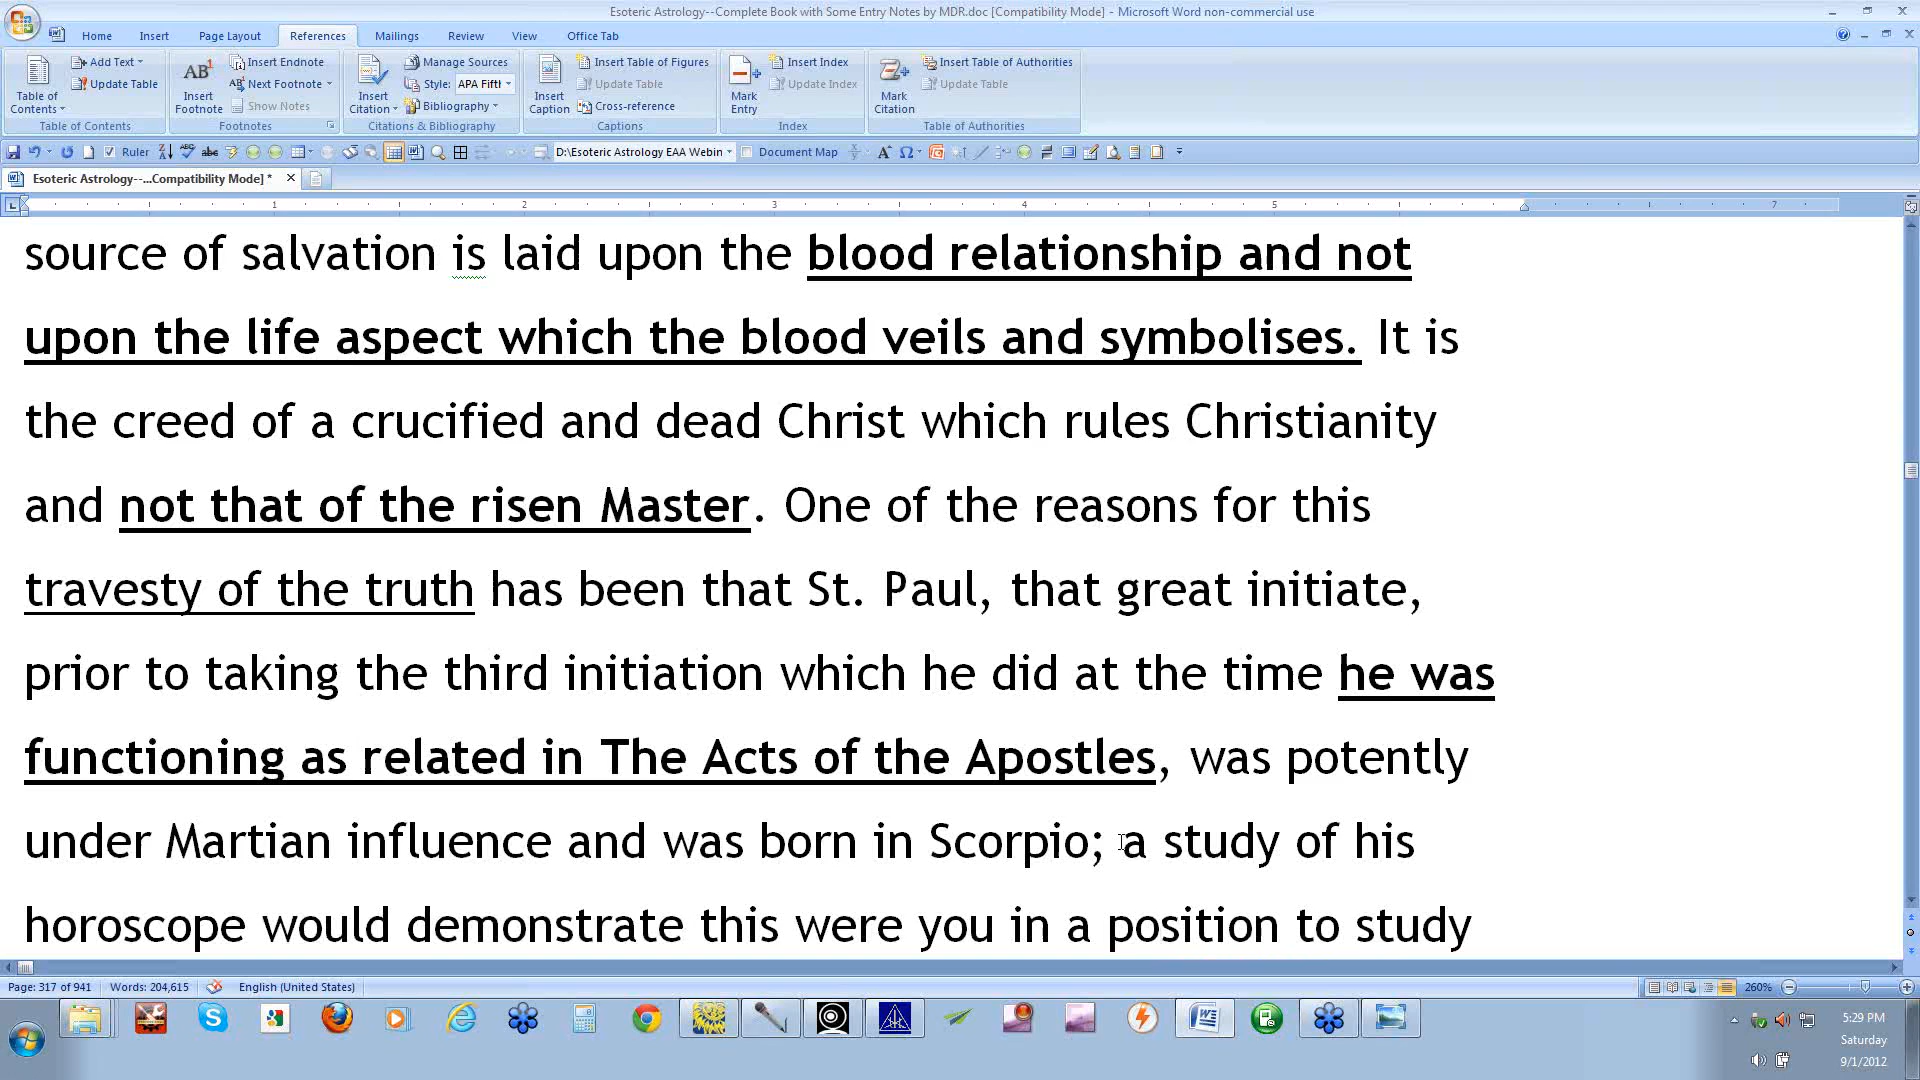 Esoteric Astrology--Complete Book with Some Entry Notes by MDR.doc [Compatibility Mode] - Microsoft Word non-commercial use
Home Insert Page Layout References Mailings Review View Office Tab
Table of Contents
Add Text
Update Table
Table of Contents
AB1 Insert Footnote
Insert Endnote
Next Footnote
Show Notes
Footnotes
Insert Citation
Manage Sources
Style: APA Fifth
Bibliography
Citations & Bibliography
Insert Caption
Insert Table of Figures
Update Table
Cross-reference
Captions
Mark Entry
Insert Index
Update Index
Index
Mark Citation
Insert Table of Authorities
Update Table
Table of Authorities
Ruler D:\Esoteric Astrology EAA Webin Document Map
Esoteric Astrology--...Compatibility Mode] *
1 2 3 4 5 7
source of salvation is laid upon the blood relationship and not
upon the life aspect which the blood veils and symbolises. It is
the creed of a crucified and dead Christ which rules Christianity
and not that of the risen Master. One of the reasons for this
travesty of the truth has been that St. Paul, that great initiate,
prior to taking the third initiation which he did at the time he was
functioning as related in The Acts of the Apostles, was potently
under Martian influence and was born in Scorpio; a study of his
horoscope would demonstrate this were you in a position to study
Page: 317 of 941 Words: 204,615 English (United States) 260%
5:29 PM
Saturday
9/1/2012